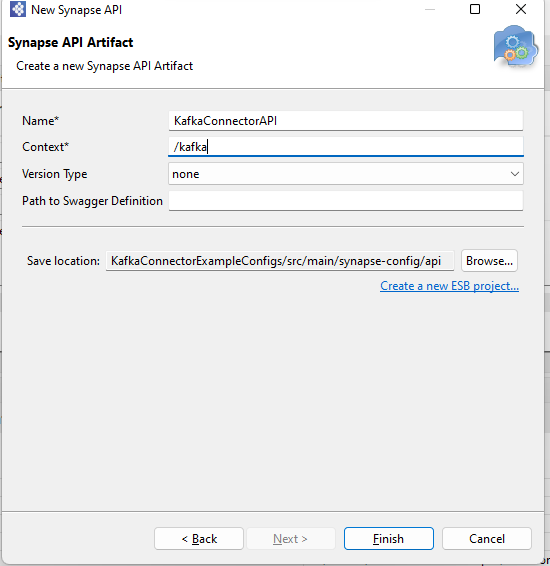 New Synapse API
Synapse API Artifact
Create a new Synapse API Artifact
Name* KafkaConnectorAPI
Context* /kafka
Version Type none
Path to Swagger Definition
Save location: KafkaConnectorExampleConfigs/src/main/synapse-config/api Browse...
Create a new ESB project...
< Back Next > Finish Cancel